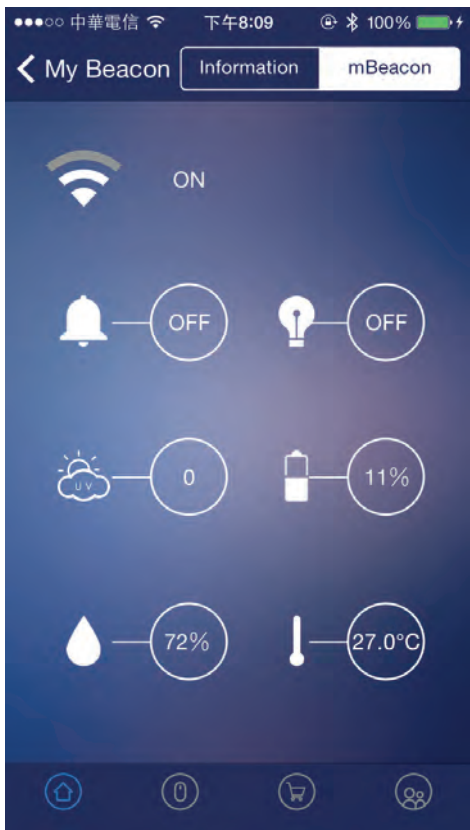 中華電信 下午8:09 100%
My Beacon Information mBeacon
ON
OFF OFF
UV 0 11%
72% 27.0°C